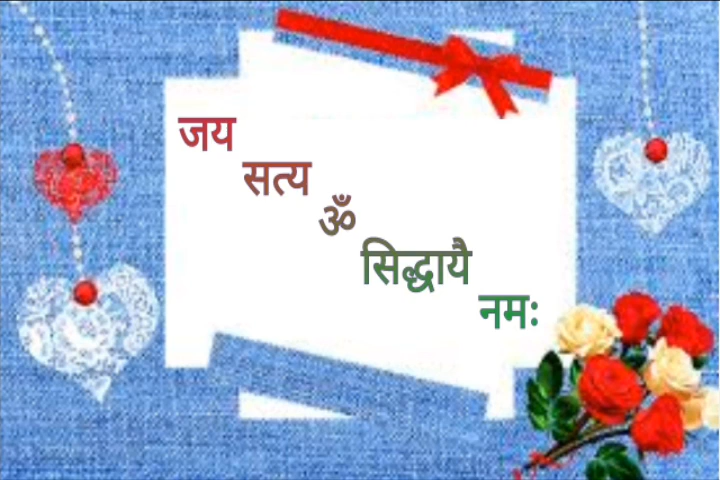 जय
सत्य
ॐ
सिद्धायै
नमः